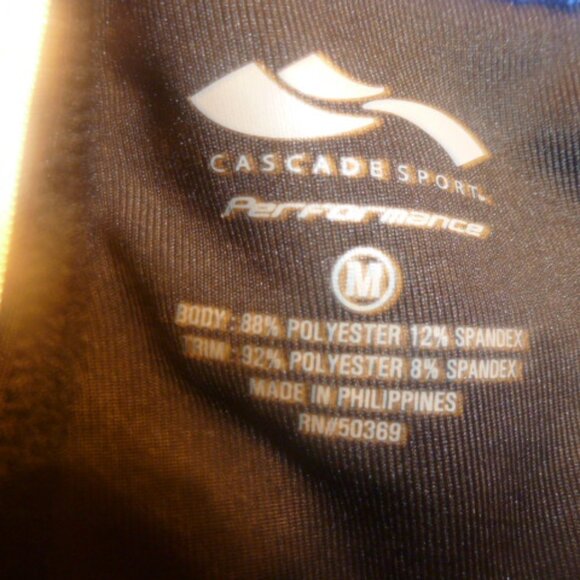 CASCADE SPORT
Performance
M
BODY : 88% POLYESTER 12% SPANDEX
TRIM : 92% POLYESTER 8% SPANDEX
MADE IN PHILIPPINES
RN#50369